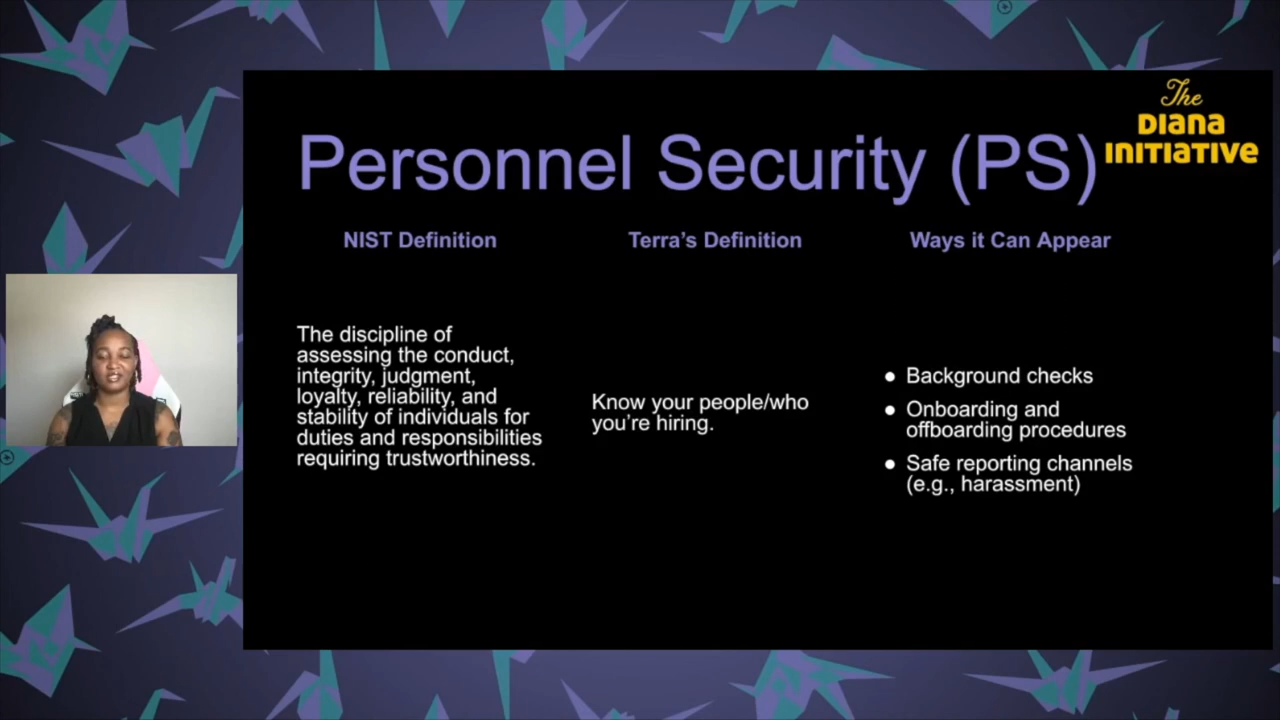 The
DIANA
INITIATIVE
Personnel Security (PS)
NIST Definition
The discipline of
assessing the conduct,
integrity, judgment,
loyalty, reliability, and
stability of individuals for
duties and responsibilities
requiring trustworthiness.
Terra’s Definition
Know your people/who
you’re hiring.
Ways it Can Appear
● Background checks
● Onboarding and
offboarding procedures
● Safe reporting channels
(e.g., harassment)